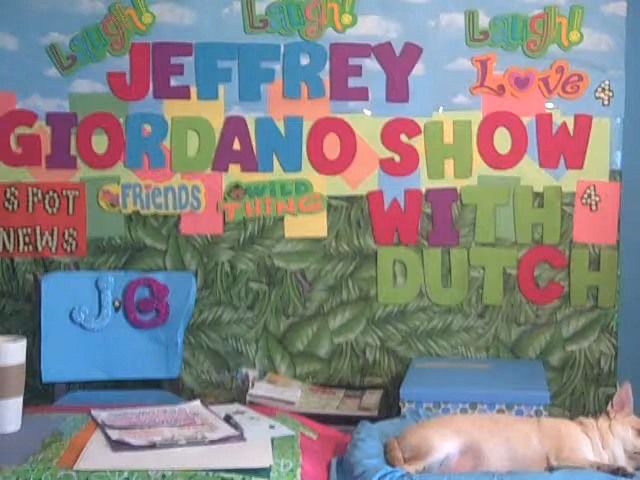 Laugh! Laugh! Laugh!
JEFFREY
Love 4
GIORDANO SHOW
SPOT FRIENDS WILD THING
NEWS
WITH 4
DUTCH
J.G